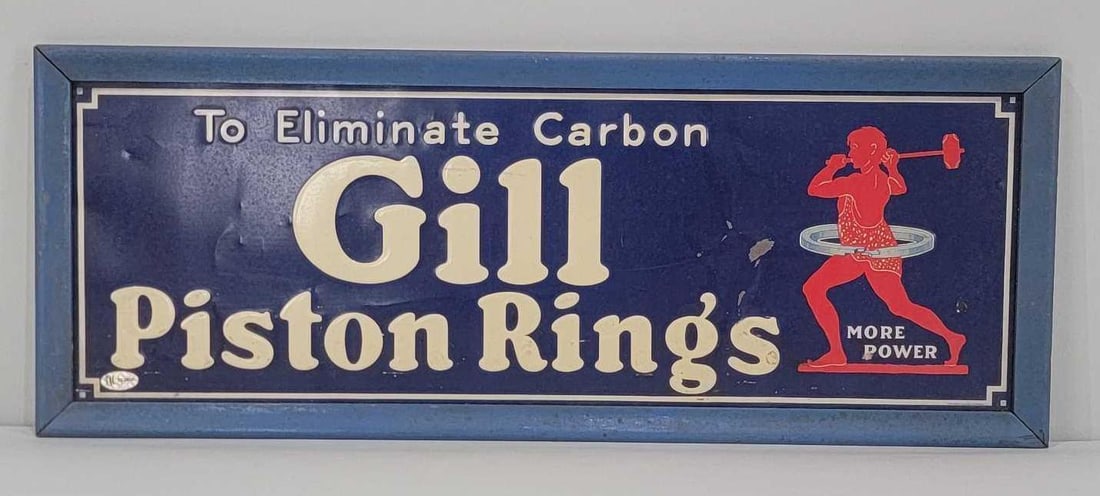 To Eliminate Carbon
Gill
Piston Rings
MORE
POWER